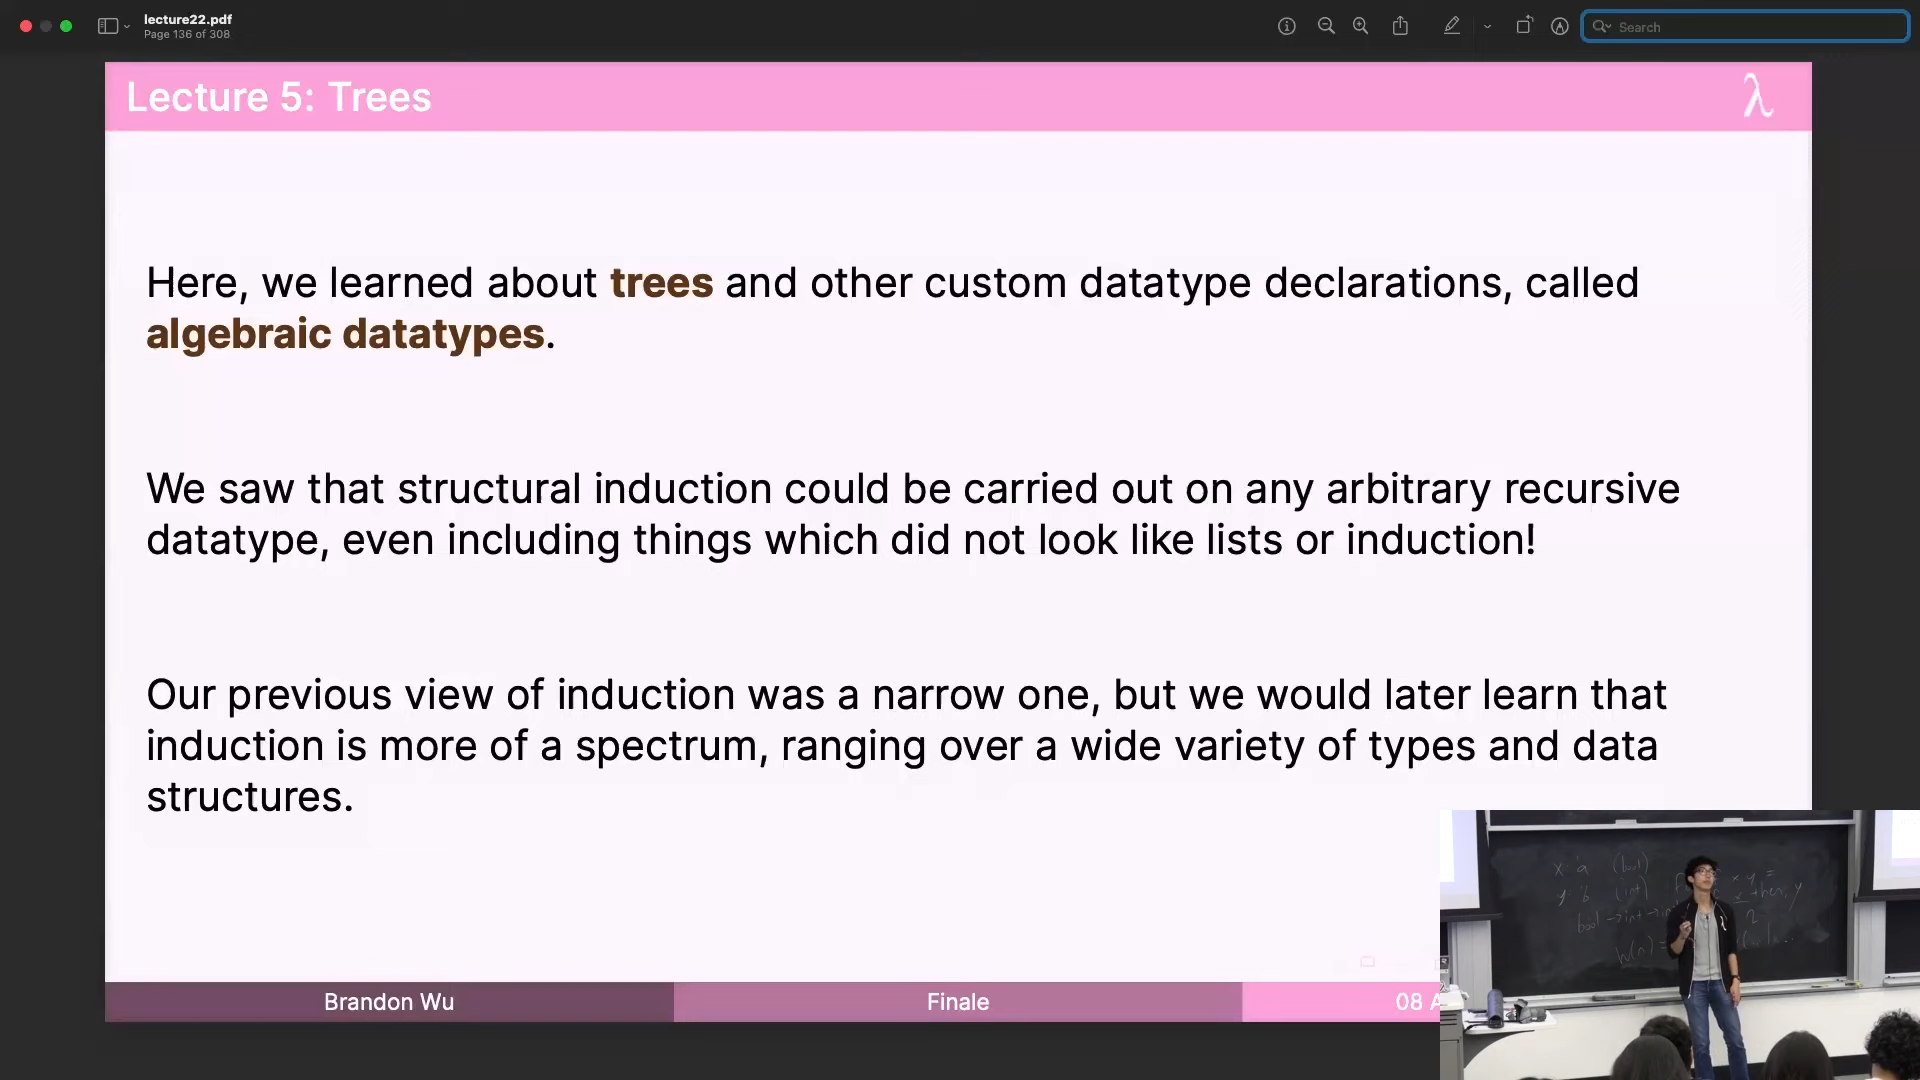 lecture22.pdf
Page 136 of 308
Search
Lecture 5: Trees
λ
Here, we learned about trees and other custom datatype declarations, called
algebraic datatypes.
We saw that structural induction could be carried out on any arbitrary recursive
datatype, even including things which did not look like lists or induction!
Our previous view of induction was a narrow one, but we would later learn that
induction is more of a spectrum, ranging over a wide variety of types and data
structures.
Brandon Wu
Finale
08 A
x: 'a (bool)
y: 'b (int)
bool → int →